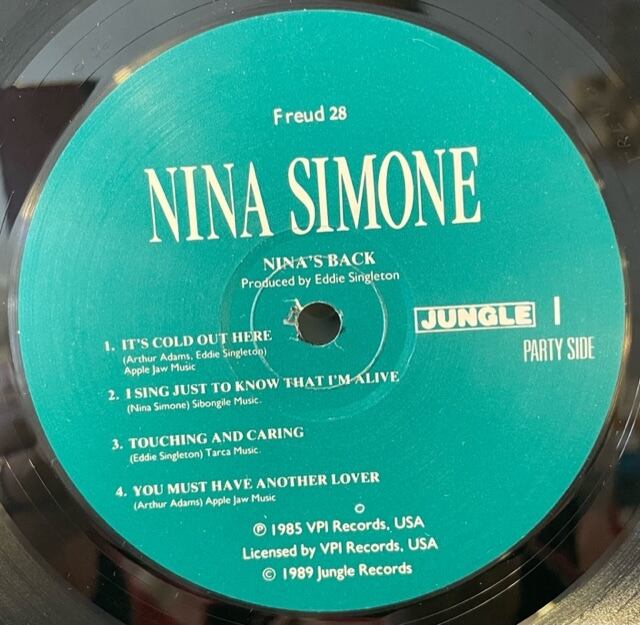 Freud 28
NINA SIMONE
NINA'S BACK
Produced by Eddie Singleton
JUNGLE I
PARTY SIDE
1. IT'S COLD OUT HERE
(Arthur Adams, Eddie Singleton)
Apple Jaw Music
2. I SING JUST TO KNOW THAT I'M ALIVE
(Nina Simone) Sibongile Music.
3. TOUCHING AND CARING
(Eddie Singleton) Tarca Music.
4. YOU MUST HAVE ANOTHER LOVER
(Arthur Adams) Apple Jaw Music
℗ 1985 VPI Records, USA
Licensed by VPI Records, USA
© 1989 Jungle Records